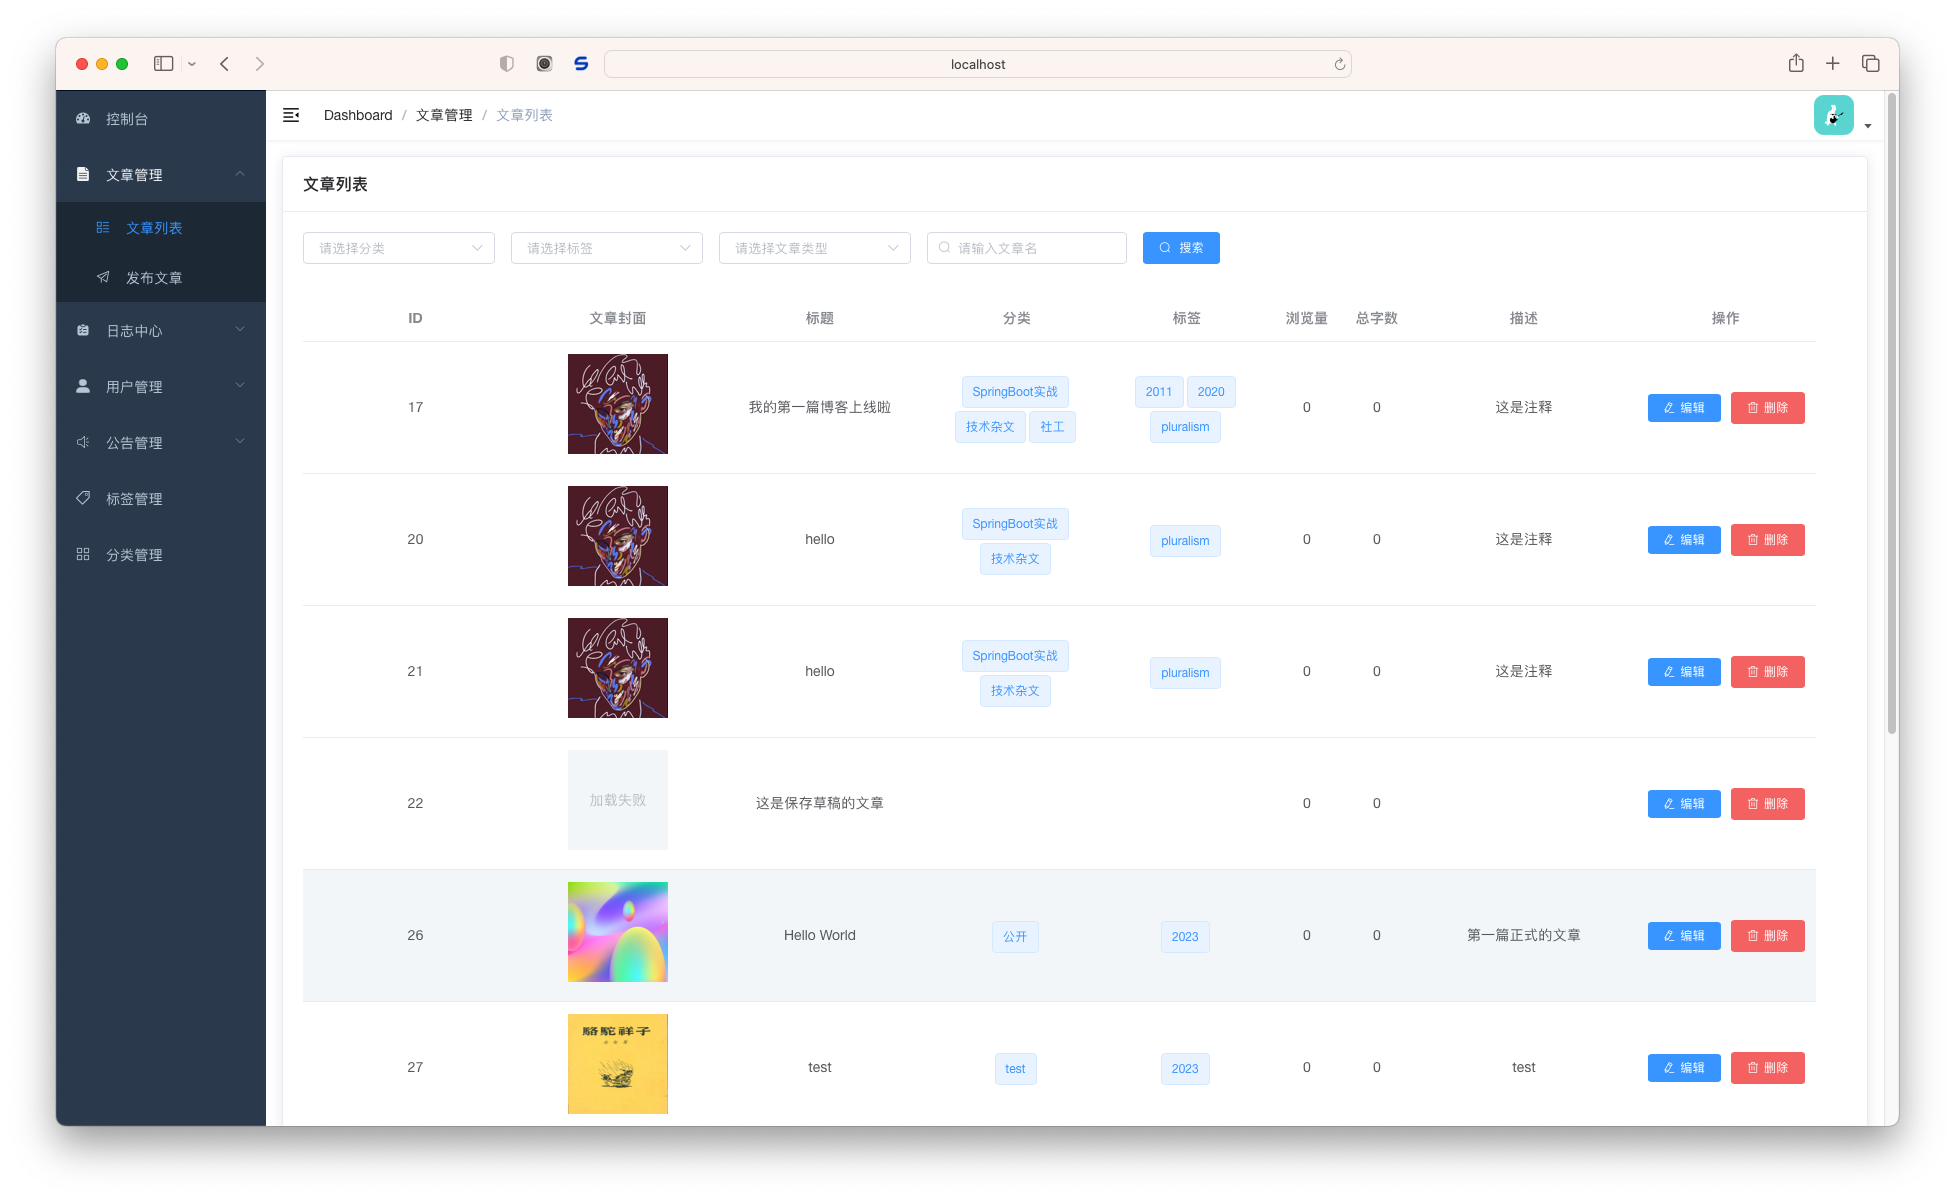 localhost
控制台
文章管理
文章列表
发布文章
日志中心
用户管理
公告管理
标签管理
分类管理
Dashboard / 文章管理 / 文章列表
文章列表
请选择分类 请选择标签 请选择文章类型 请输入文章名 搜索
ID 文章封面 标题 分类 标签 浏览量 总字数 描述 操作
17 我的第一篇博客上线啦 SpringBoot实战 技术杂文 社工 2011 2020 pluralism 0 0 这是注释 编辑 删除
20 hello SpringBoot实战 技术杂文 pluralism 0 0 这是注释 编辑 删除
21 hello SpringBoot实战 技术杂文 pluralism 0 0 这是注释 编辑 删除
22 加载失败 这是保存草稿的文章 0 0 编辑 删除
26 Hello World 公开 2023 0 0 第一篇正式的文章 编辑 删除
27 駱駝祥子 test test 2023 0 0 test 编辑 删除